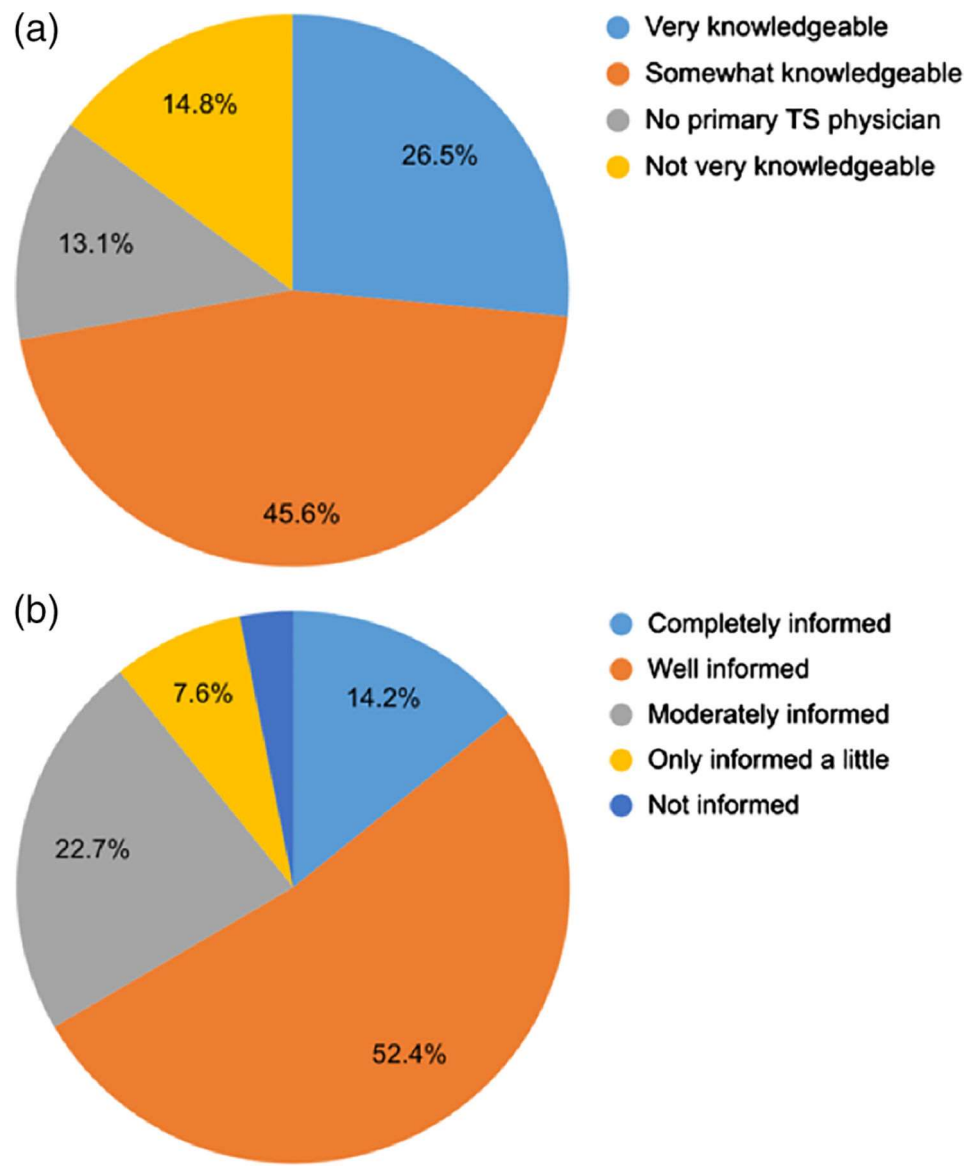 (a)
Very knowledgeable
Somewhat knowledgeable
No primary TS physician
Not very knowledgeable
14.8%
26.5%
13.1%
45.6%
(b)
Completely informed
Well informed
Moderately informed
Only informed a little
Not informed
7.6%
14.2%
22.7%
52.4%